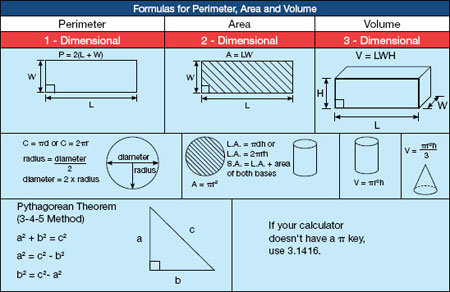 Formulas for Perimeter, Area and Volume
Perimeter
Area
Volume
1 - Dimensional
2 - Dimensional
3 - Dimensional
P = 2(L + W)
W
L
A = LW
W
L
V = LWH
H
W
L
C = πd or C = 2πr
radius = diameter
2
diameter = 2 x radius
diameter
radius
A = πr²
L.A. = πdh or
L.A. = 2πrh
S.A. = L.A. + area
of both bases
V = πr²h
V = πr²h
3
Pythagorean Theorem
(3-4-5 Method)
a² + b² = c²
a² = c² - b²
b² = c²- a²
a
c
b
If your calculator
doesn't have a π key,
use 3.1416.